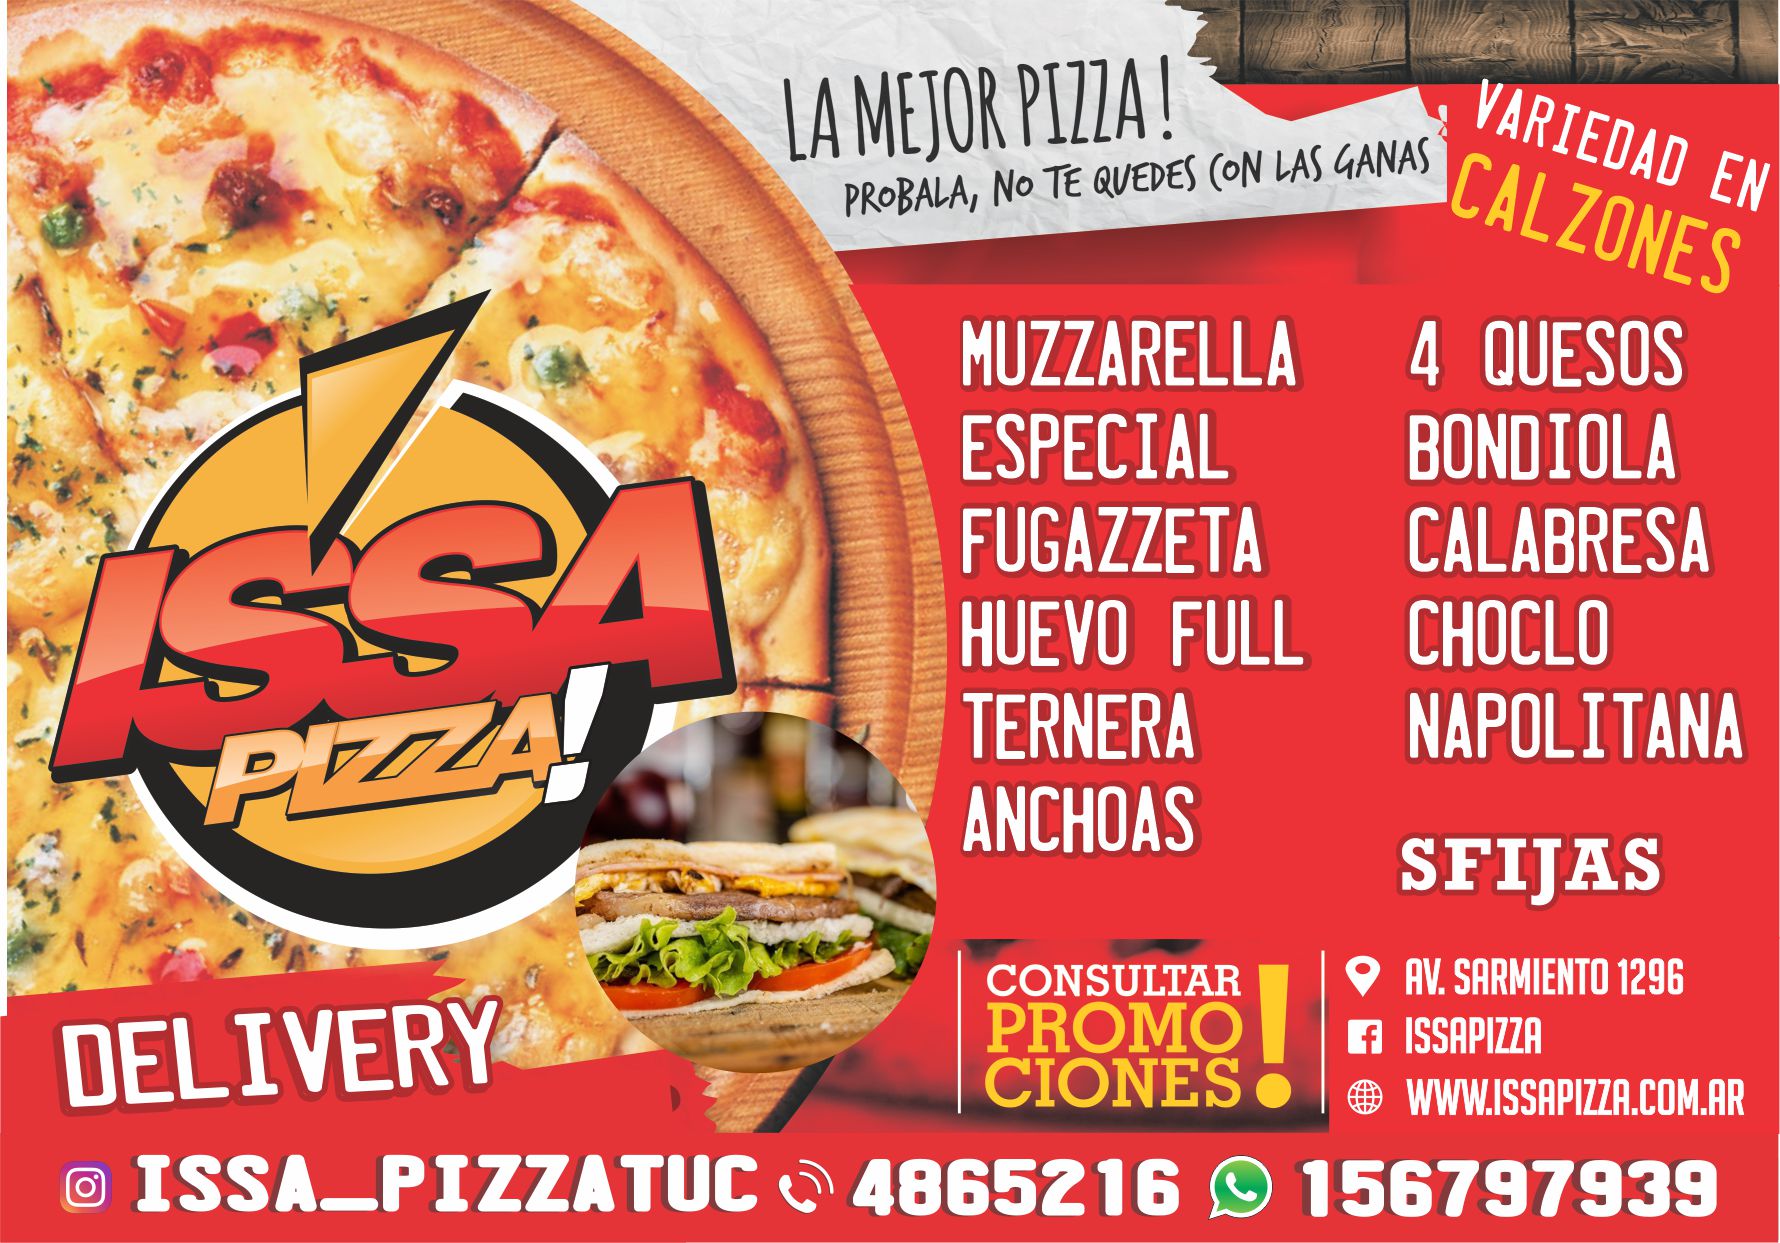 LA MEJOR PIZZA!
PROBALA, NO TE QUEDES CON LAS GANAS
VARIEDAD EN
CALZONES
MUZZARELLA
ESPECIAL
FUGAZZETA
HUEVO FULL
TERNERA
ANCHOAS
4 QUESOS
BONDIOLA
CALABRESA
CHOCLO
NAPOLITANA
SFIJAS
ISSA
PIZZA!
DELIVERY
CONSULTAR
PROMO
CIONES!
AV. SARMIENTO 1296
ISSAPIZZA
WWW.ISSAPIZZA.COM.AR
ISSA_PIZZATUC 4865216 156797939